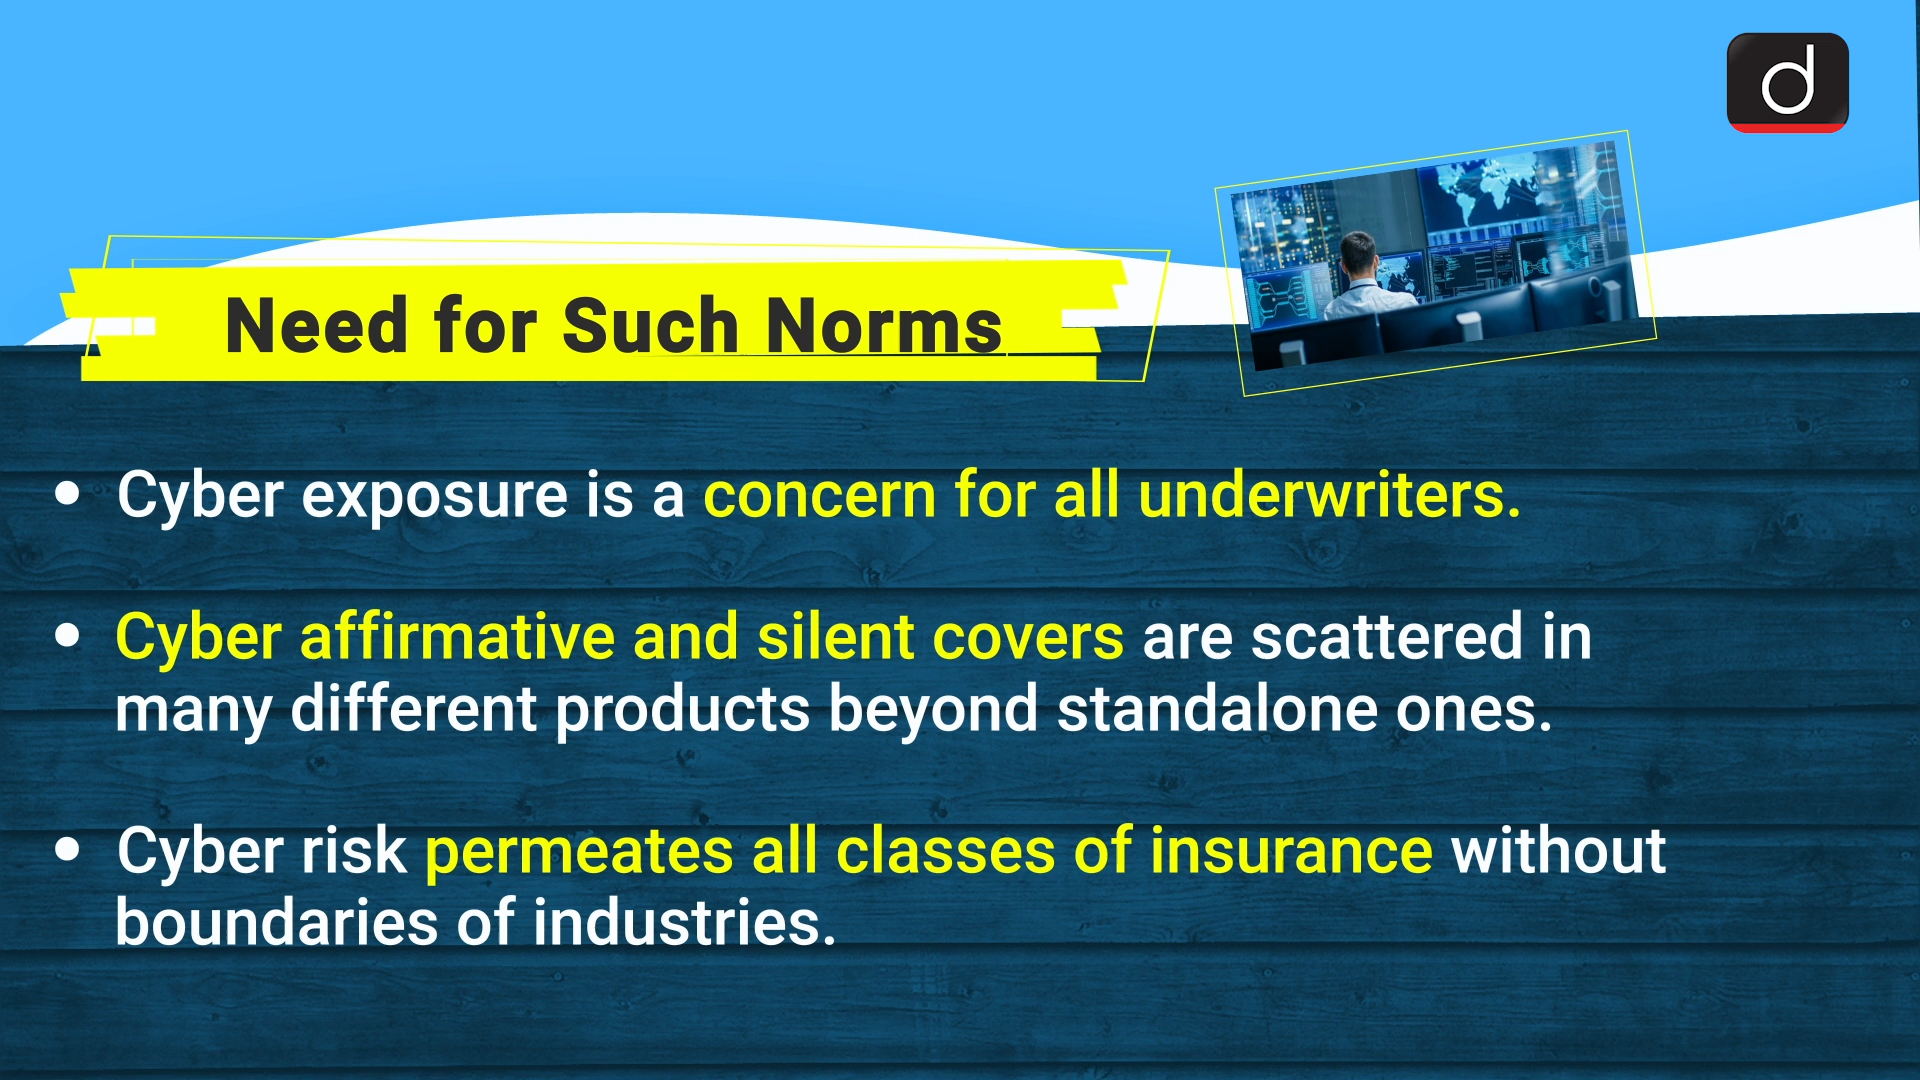 d
Need for Such Norms
• Cyber exposure is a concern for all underwriters.
• Cyber affirmative and silent covers are scattered in
many different products beyond standalone ones.
• Cyber risk permeates all classes of insurance without
boundaries of industries.